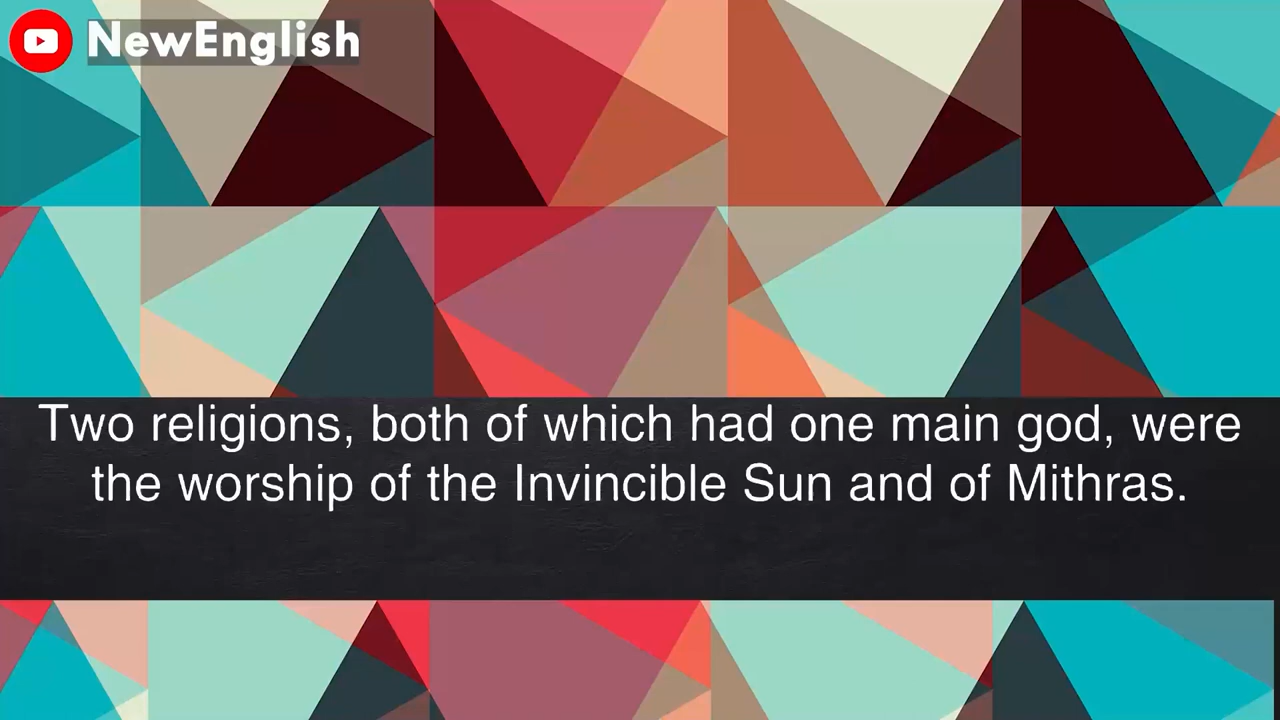 NewEnglish
Two religions, both of which had one main god, were
the worship of the Invincible Sun and of Mithras.